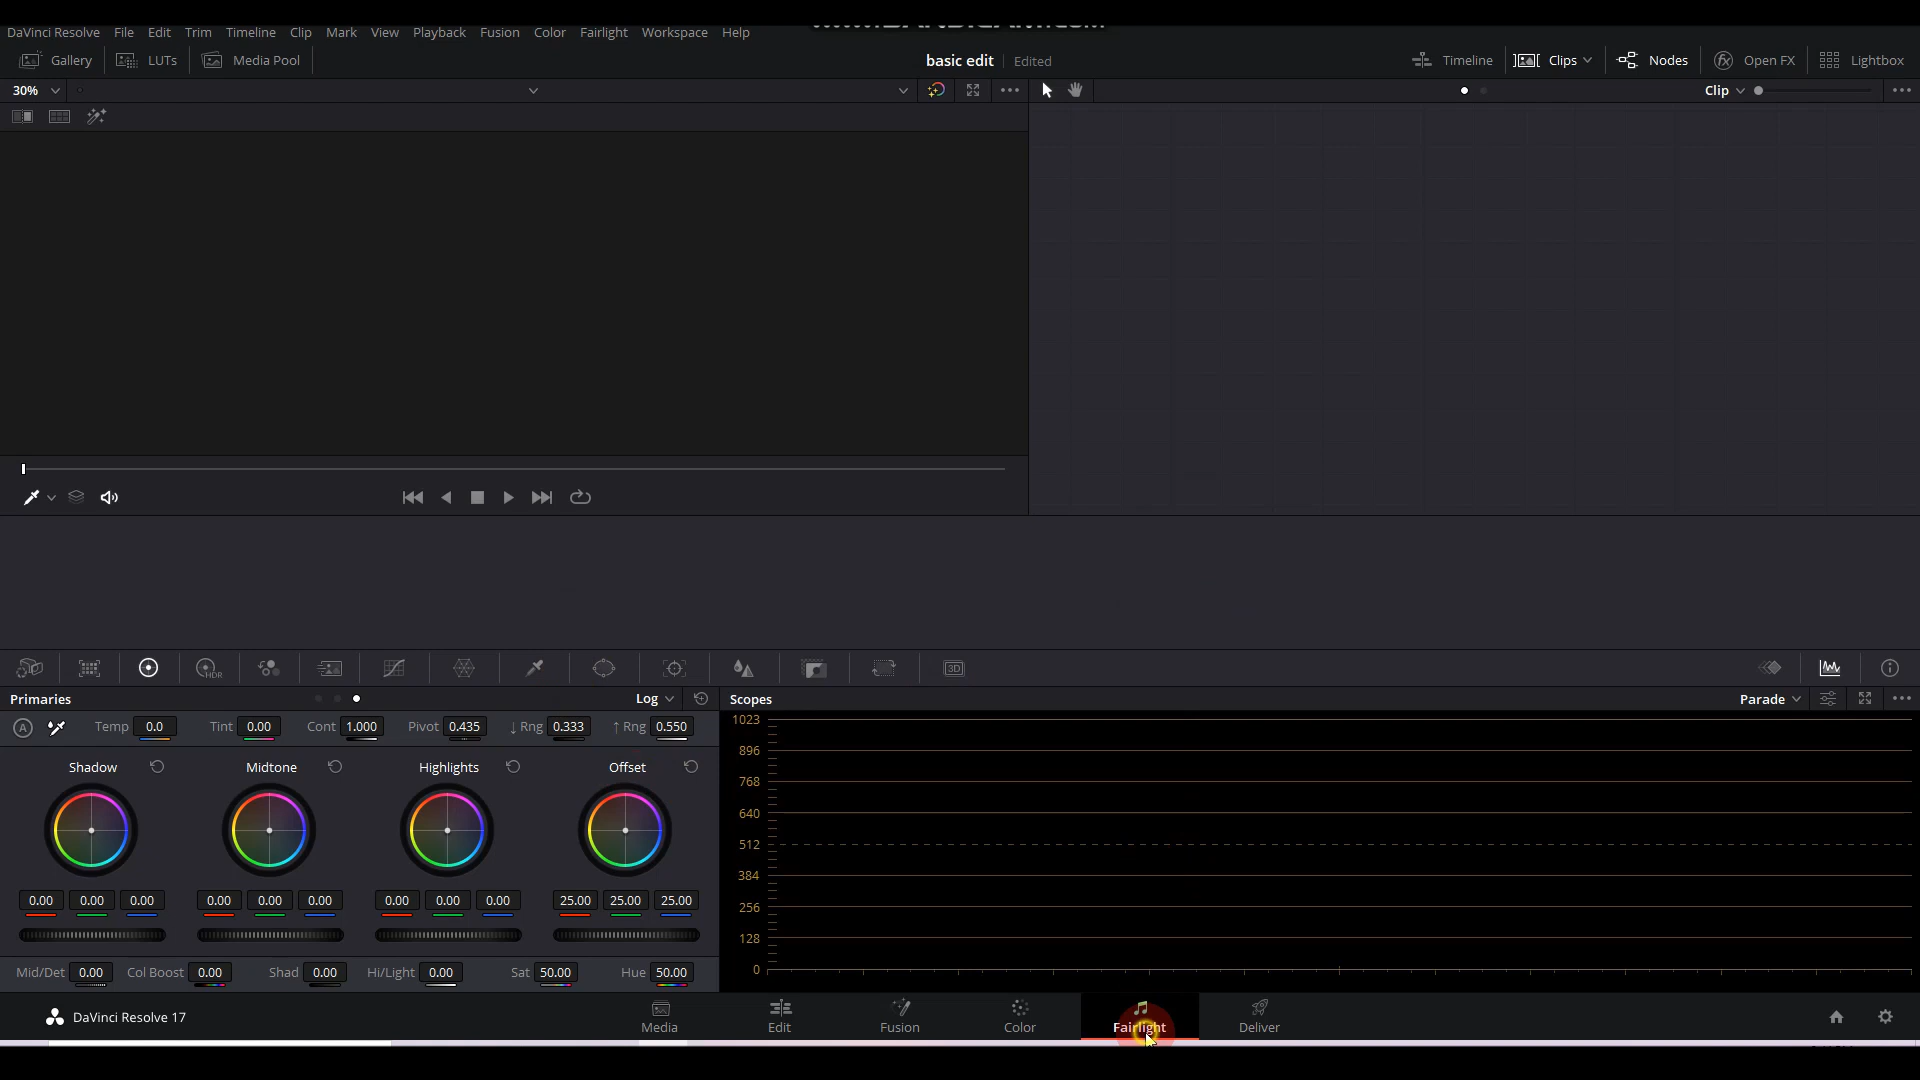 DaVinci Resolve File Edit Trim Timeline Clip Mark View Playback Fusion Color Fairlight Workspace Help
Gallery LUTs Media Pool basic edit Edited Timeline Clips Nodes Open FX Lightbox
30% Clip
Primaries Log Scopes Parade
A Temp 0.0 Tint 0.00 Cont 1.000 Pivot 0.435 ↓ Rng 0.333 ↑ Rng 0.550
Shadow Midtone Highlights Offset
0.00 0.00 0.00 0.00 0.00 0.00 0.00 0.00 0.00 25.00 25.00 25.00
Mid/Det 0.00 Col Boost 0.00 Shad 0.00 Hi/Light 0.00 Sat 50.00 Hue 50.00
1023
896
768
640
512
384
256
128
0
HDR
3D
DaVinci Resolve 17 Media Edit Fusion Color Fairlight Deliver